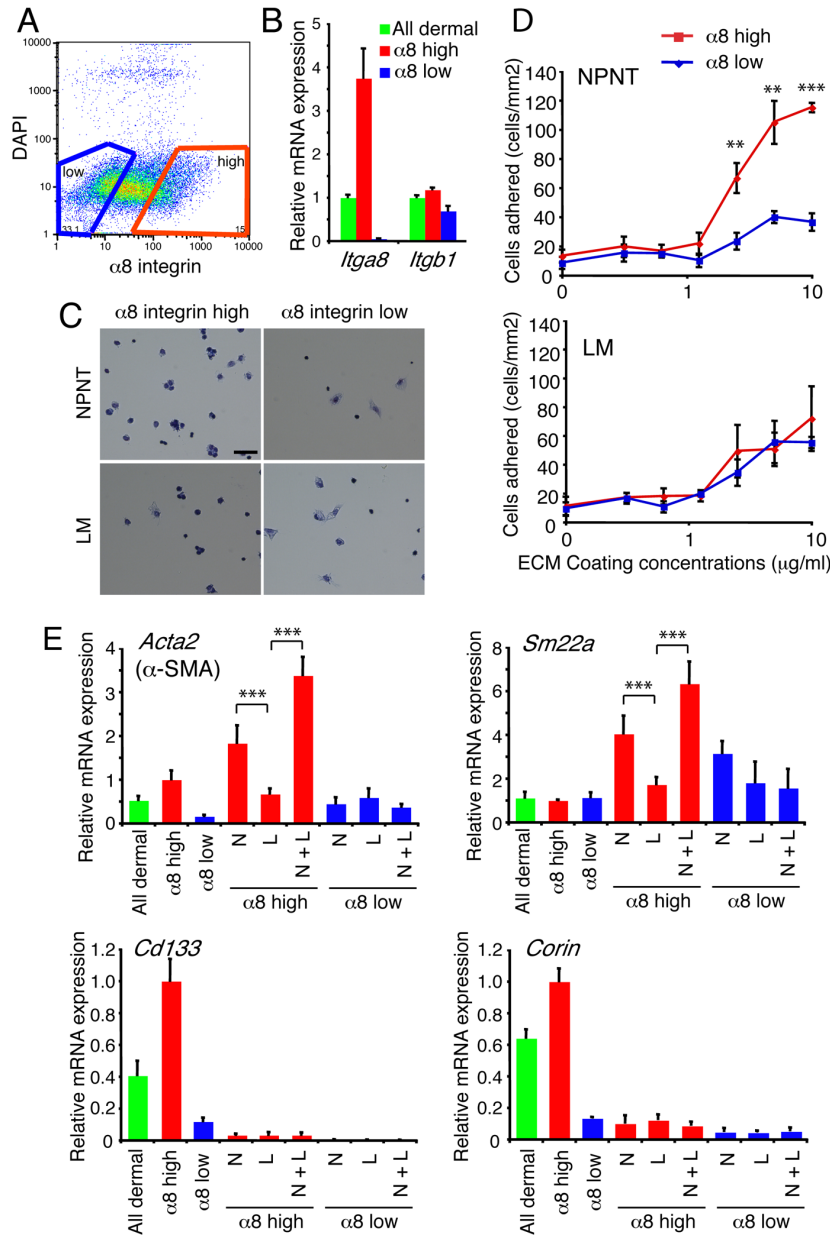 A
10000
1000
100
10
1
DAPI
low
high
33.1
15
1 10 100 1000 10000
α8 integrin
B
Relative mRNA expression
5
4
3
2
1
0
All dermal
α8 high
α8 low
Itga8 Itgb1
C
α8 integrin high α8 integrin low
NPNT
LM
D
α8 high
α8 low
NPNT
Cells adhered (cells/mm2)
140
120
100
80
60
40
20
0
** ** ***
0 1 10
LM
Cells adhered (cells/mm2)
140
120
100
80
60
40
20
0
0 1 10
ECM Coating concentrations (µg/ml)
E
Acta2
(α-SMA)
Relative mRNA expression
4
3
2
1
0
***
***
All dermal α8 high α8 low N L N + L N L N + L
α8 high α8 low
Sm22a
Relative mRNA expression
8
6
4
2
0
***
***
All dermal α8 high α8 low N L N + L N L N + L
α8 high α8 low
Cd133
Relative mRNA expression
1.2
1.0
0.8
0.6
0.4
0.2
0
All dermal α8 high α8 low N L N + L N L N + L
α8 high α8 low
Corin
Relative mRNA expression
1.2
1.0
0.8
0.6
0.4
0.2
0
All dermal α8 high α8 low N L N + L N L N + L
α8 high α8 low